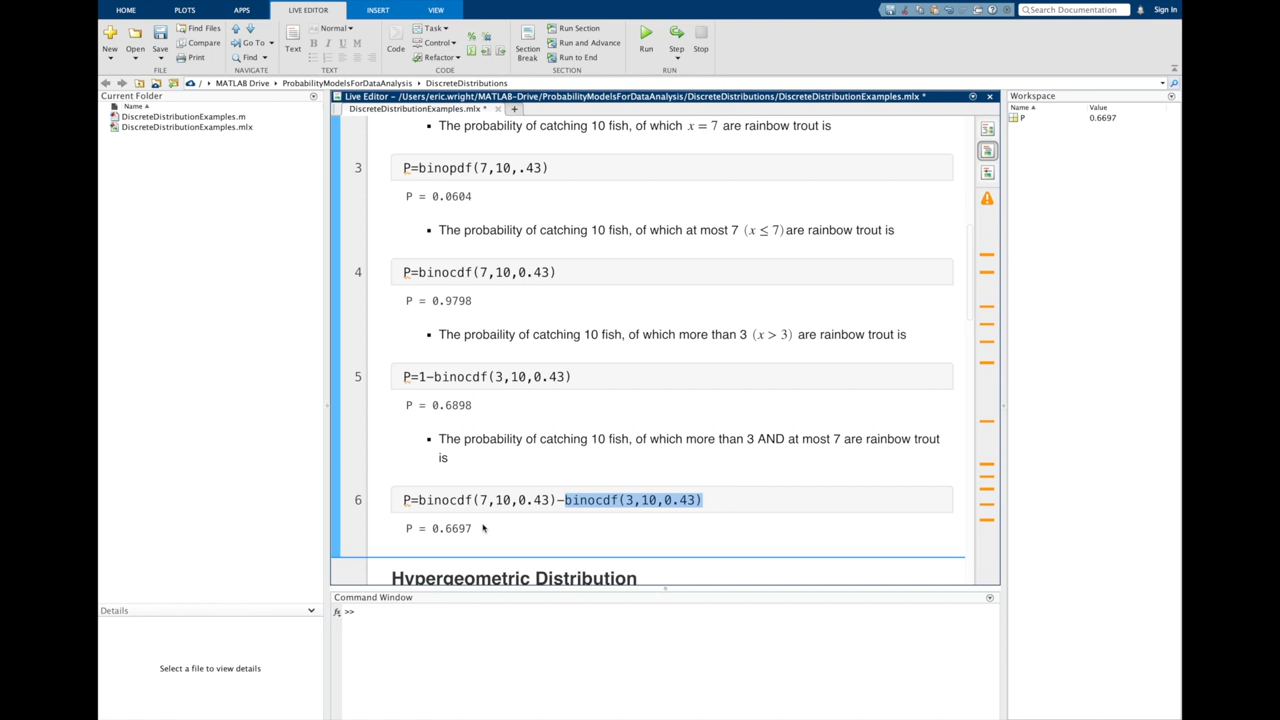 HOME PLOTS APPS LIVE EDITOR INSERT VIEW Search Documentation Sign In
New Open Save Find Files Compare Print Go To Find Text Normal B I U M Code Task Control Refactor Section Break Run Section Run and Advance Run to End Run Step Stop
FILE NAVIGATE TEXT CODE SECTION RUN
/ MATLAB Drive ProbabilityModelsForDataAnalysis DiscreteDistributions
Current Folder
Name
DiscreteDistributionExamples.m
DiscreteDistributionExamples.mlx
Details
Select a file to view details
Live Editor - /Users/eric.wright/MATLAB-Drive/ProbabilityModelsForDataAnalysis/DiscreteDistributions/DiscreteDistributionExamples.mlx *
DiscreteDistributionExamples.mlx * × +
▪ The probability of catching 10 fish, of which x = 7 are rainbow trout is
3 P=binopdf(7,10,.43)
P = 0.0604
▪ The probability of catching 10 fish, of which at most 7 (x ≤ 7) are rainbow trout is
4 P=binocdf(7,10,0.43)
P = 0.9798
▪ The probaility of catching 10 fish, of which more than 3 (x > 3) are rainbow trout is
5 P=1-binocdf(3,10,0.43)
P = 0.6898
▪ The probability of catching 10 fish, of which more than 3 AND at most 7 are rainbow trout
is
6 P=binocdf(7,10,0.43)-binocdf(3,10,0.43)
P = 0.6697
Hypergeometric Distribution
Command Window
fx >>
Workspace
Name Value
P 0.6697